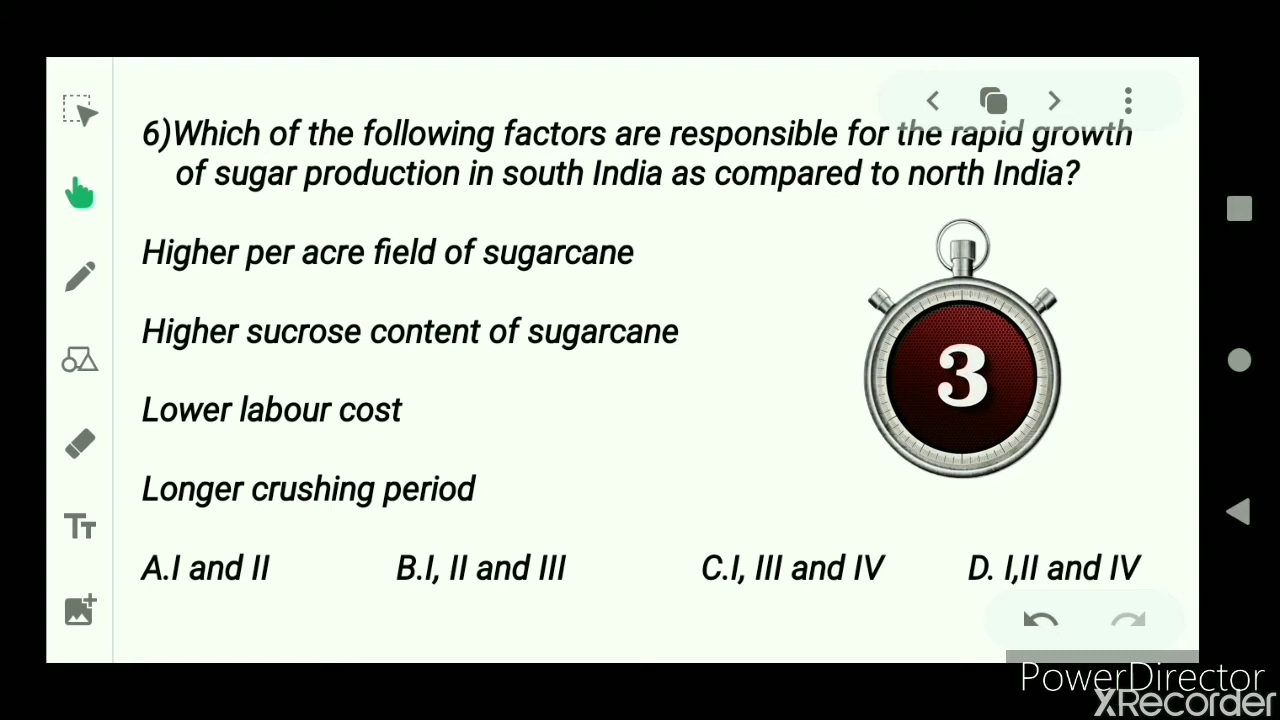 6)Which of the following factors are responsible for the rapid growth
of sugar production in south India as compared to north India?
Higher per acre field of sugarcane
Higher sucrose content of sugarcane
3
Lower labour cost
Longer crushing period
A.I and II B.I, II and III C.I, III and IV D. I,II and IV
TT
PowerDirector
XRecorder